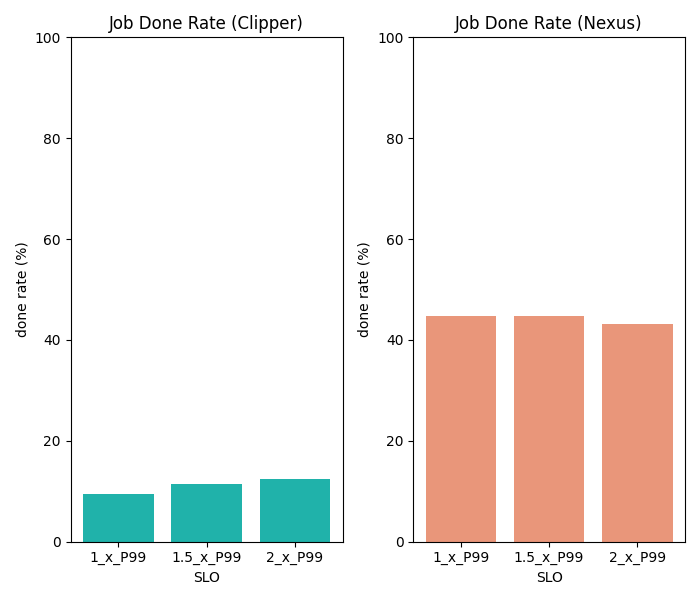 Job Done Rate (Clipper)
100
80
60
40
20
0
done rate (%)
1_x_P99 1.5_x_P99 2_x_P99
SLO
Job Done Rate (Nexus)
100
80
60
40
20
0
done rate (%)
1_x_P99 1.5_x_P99 2_x_P99
SLO